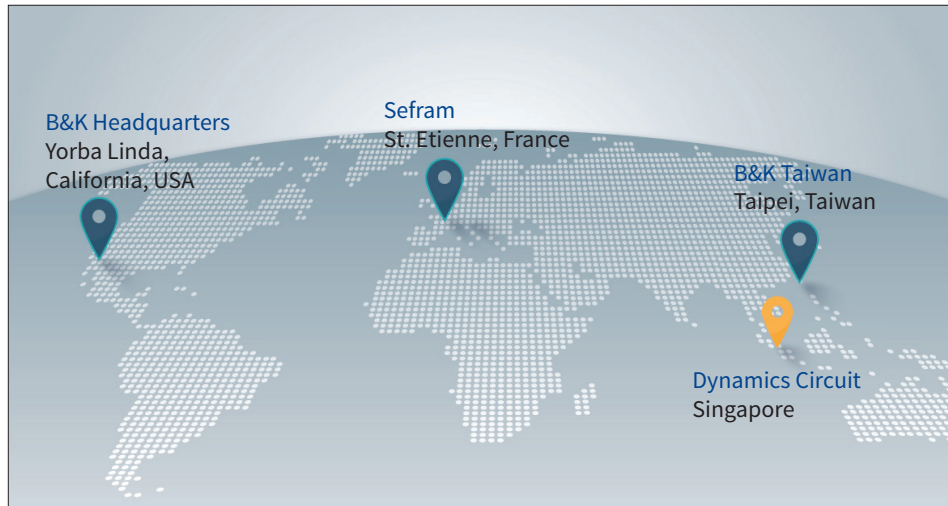 B&K Headquarters
Yorba Linda,
California, USA
Sefram
St. Etienne, France
B&K Taiwan
Taipei, Taiwan
Dynamics Circuit
Singapore